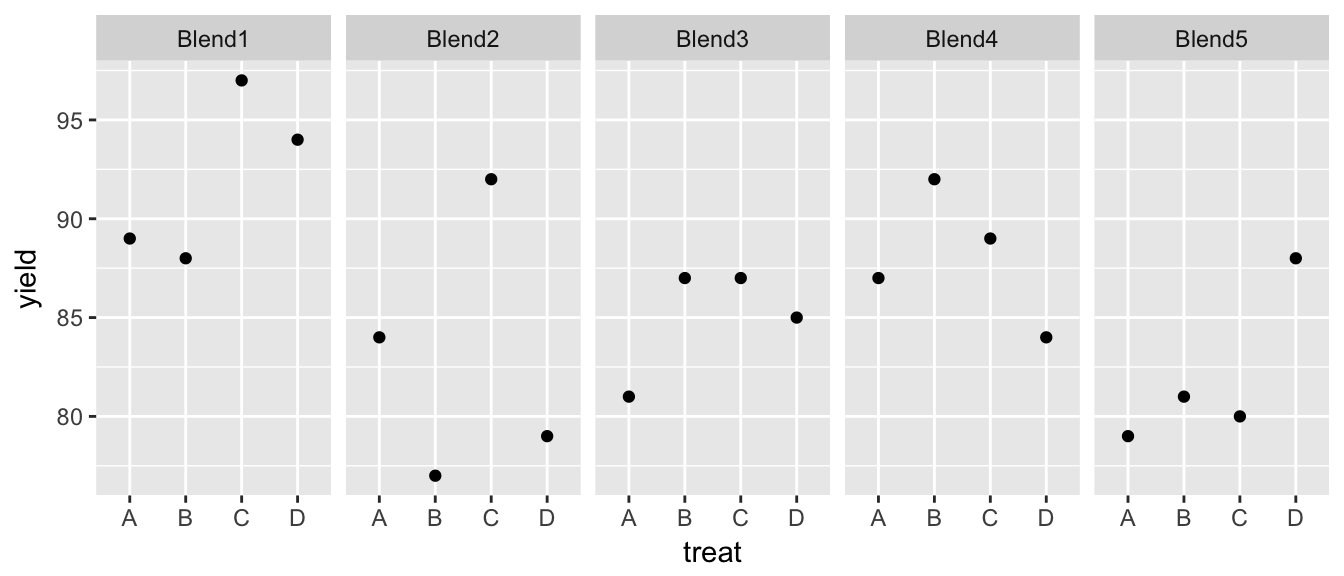 Blend1 Blend2 Blend3 Blend4 Blend5
95
90
85
80
yield
A B C D A B C D A B C D A B C D A B C D
treat